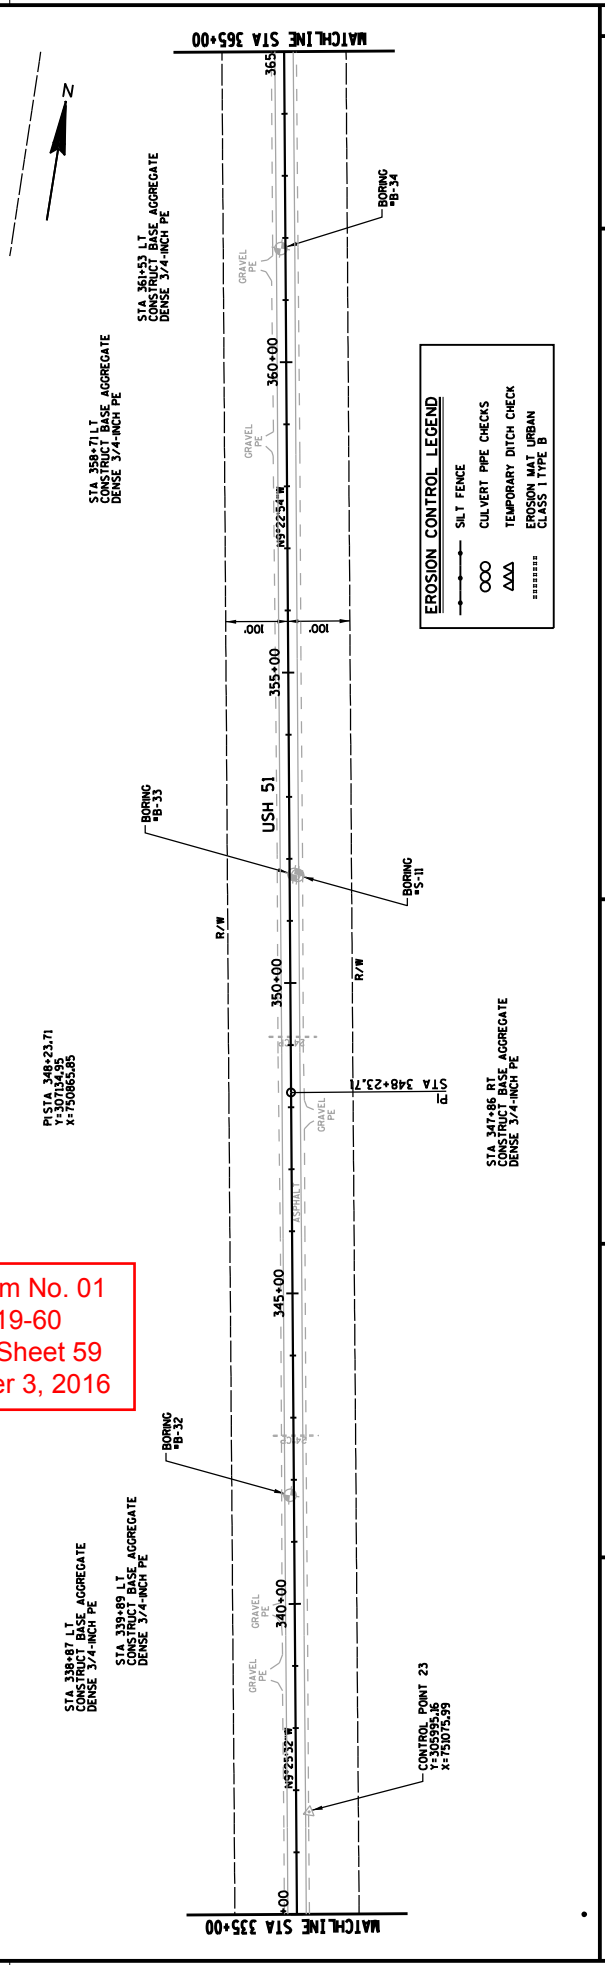 MATCHLINE STA 365+00
365
N
STA 361+53 LT
CONSTRUCT BASE AGGREGATE
DENSE 3/4-INCH PE
BORING
#B-34
GRAVEL
PE
360+00
STA 358+71 LT
CONSTRUCT BASE AGGREGATE
DENSE 3/4-INCH PE
GRAVEL
PE
N9°22'54" W
EROSION CONTROL LEGEND
SILT FENCE
CULVERT PIPE CHECKS
TEMPORARY DITCH CHECK
EROSION MAT URBAN
CLASS I TYPE B
100'
100'
355+00
USH 51
BORING
#B-33
BORING
#S-11
R/W
R/W
350+00
PI STA 348+23.71
Y=307134.95
X=750865.85
PI
STA 348+23.71
GRAVEL
PE
STA 347+86 RT
CONSTRUCT BASE AGGREGATE
DENSE 3/4-INCH PE
ASPHALT
345+00
m No. 01
19-60
Sheet 59
er 3, 2016
BORING
#B-32
STA 339+89 LT
CONSTRUCT BASE AGGREGATE
DENSE 3/4-INCH PE
STA 338+87 LT
CONSTRUCT BASE AGGREGATE
DENSE 3/4-INCH PE
GRAVEL
PE
340+00
GRAVEL
PE
N9°25'32" W
CONTROL POINT 23
Y=305995.16
X=751075.99
+00
MATCHLINE STA 335+00